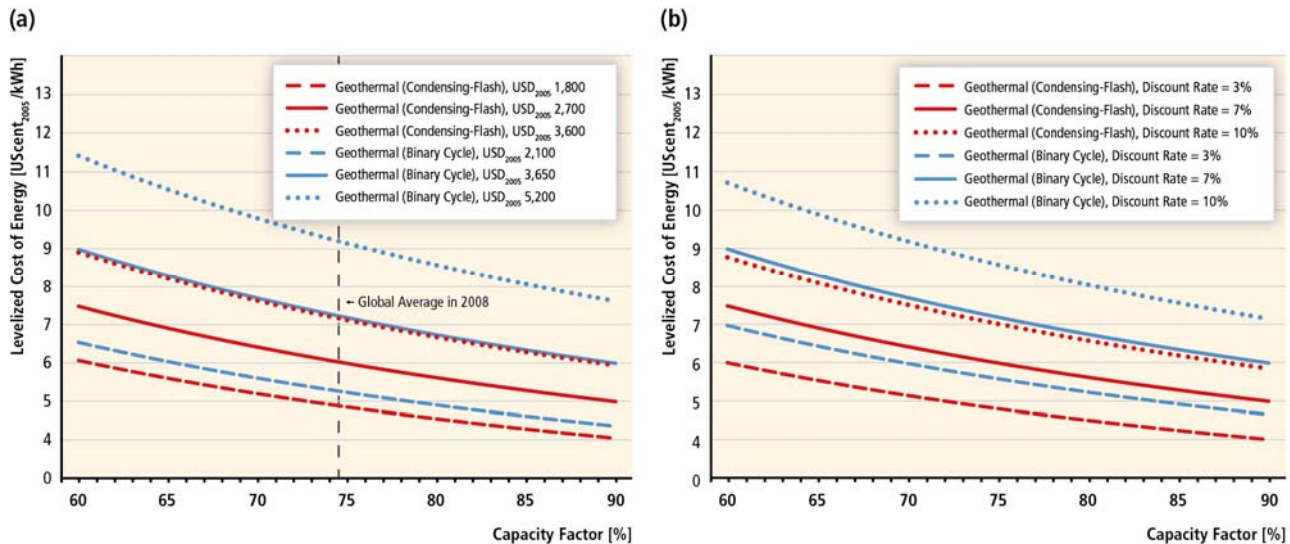 (a)
Levelized Cost of Energy [UScent2005 /kWh]
13
12
11
10
9
8
7
6
5
4
0
Geothermal (Condensing-Flash), USD2005 1,800
Geothermal (Condensing-Flash), USD2005 2,700
Geothermal (Condensing-Flash), USD2005 3,600
Geothermal (Binary Cycle), USD2005 2,100
Geothermal (Binary Cycle), USD2005 3,650
Geothermal (Binary Cycle), USD2005 5,200
Global Average in 2008
60 65 70 75 80 85 90
Capacity Factor [%]
(b)
Levelized Cost of Energy [UScent2005 /kWh]
13
12
11
10
9
8
7
6
5
4
0
Geothermal (Condensing-Flash), Discount Rate = 3%
Geothermal (Condensing-Flash), Discount Rate = 7%
Geothermal (Condensing-Flash), Discount Rate = 10%
Geothermal (Binary Cycle), Discount Rate = 3%
Geothermal (Binary Cycle), Discount Rate = 7%
Geothermal (Binary Cycle), Discount Rate = 10%
60 65 70 75 80 85 90
Capacity Factor [%]